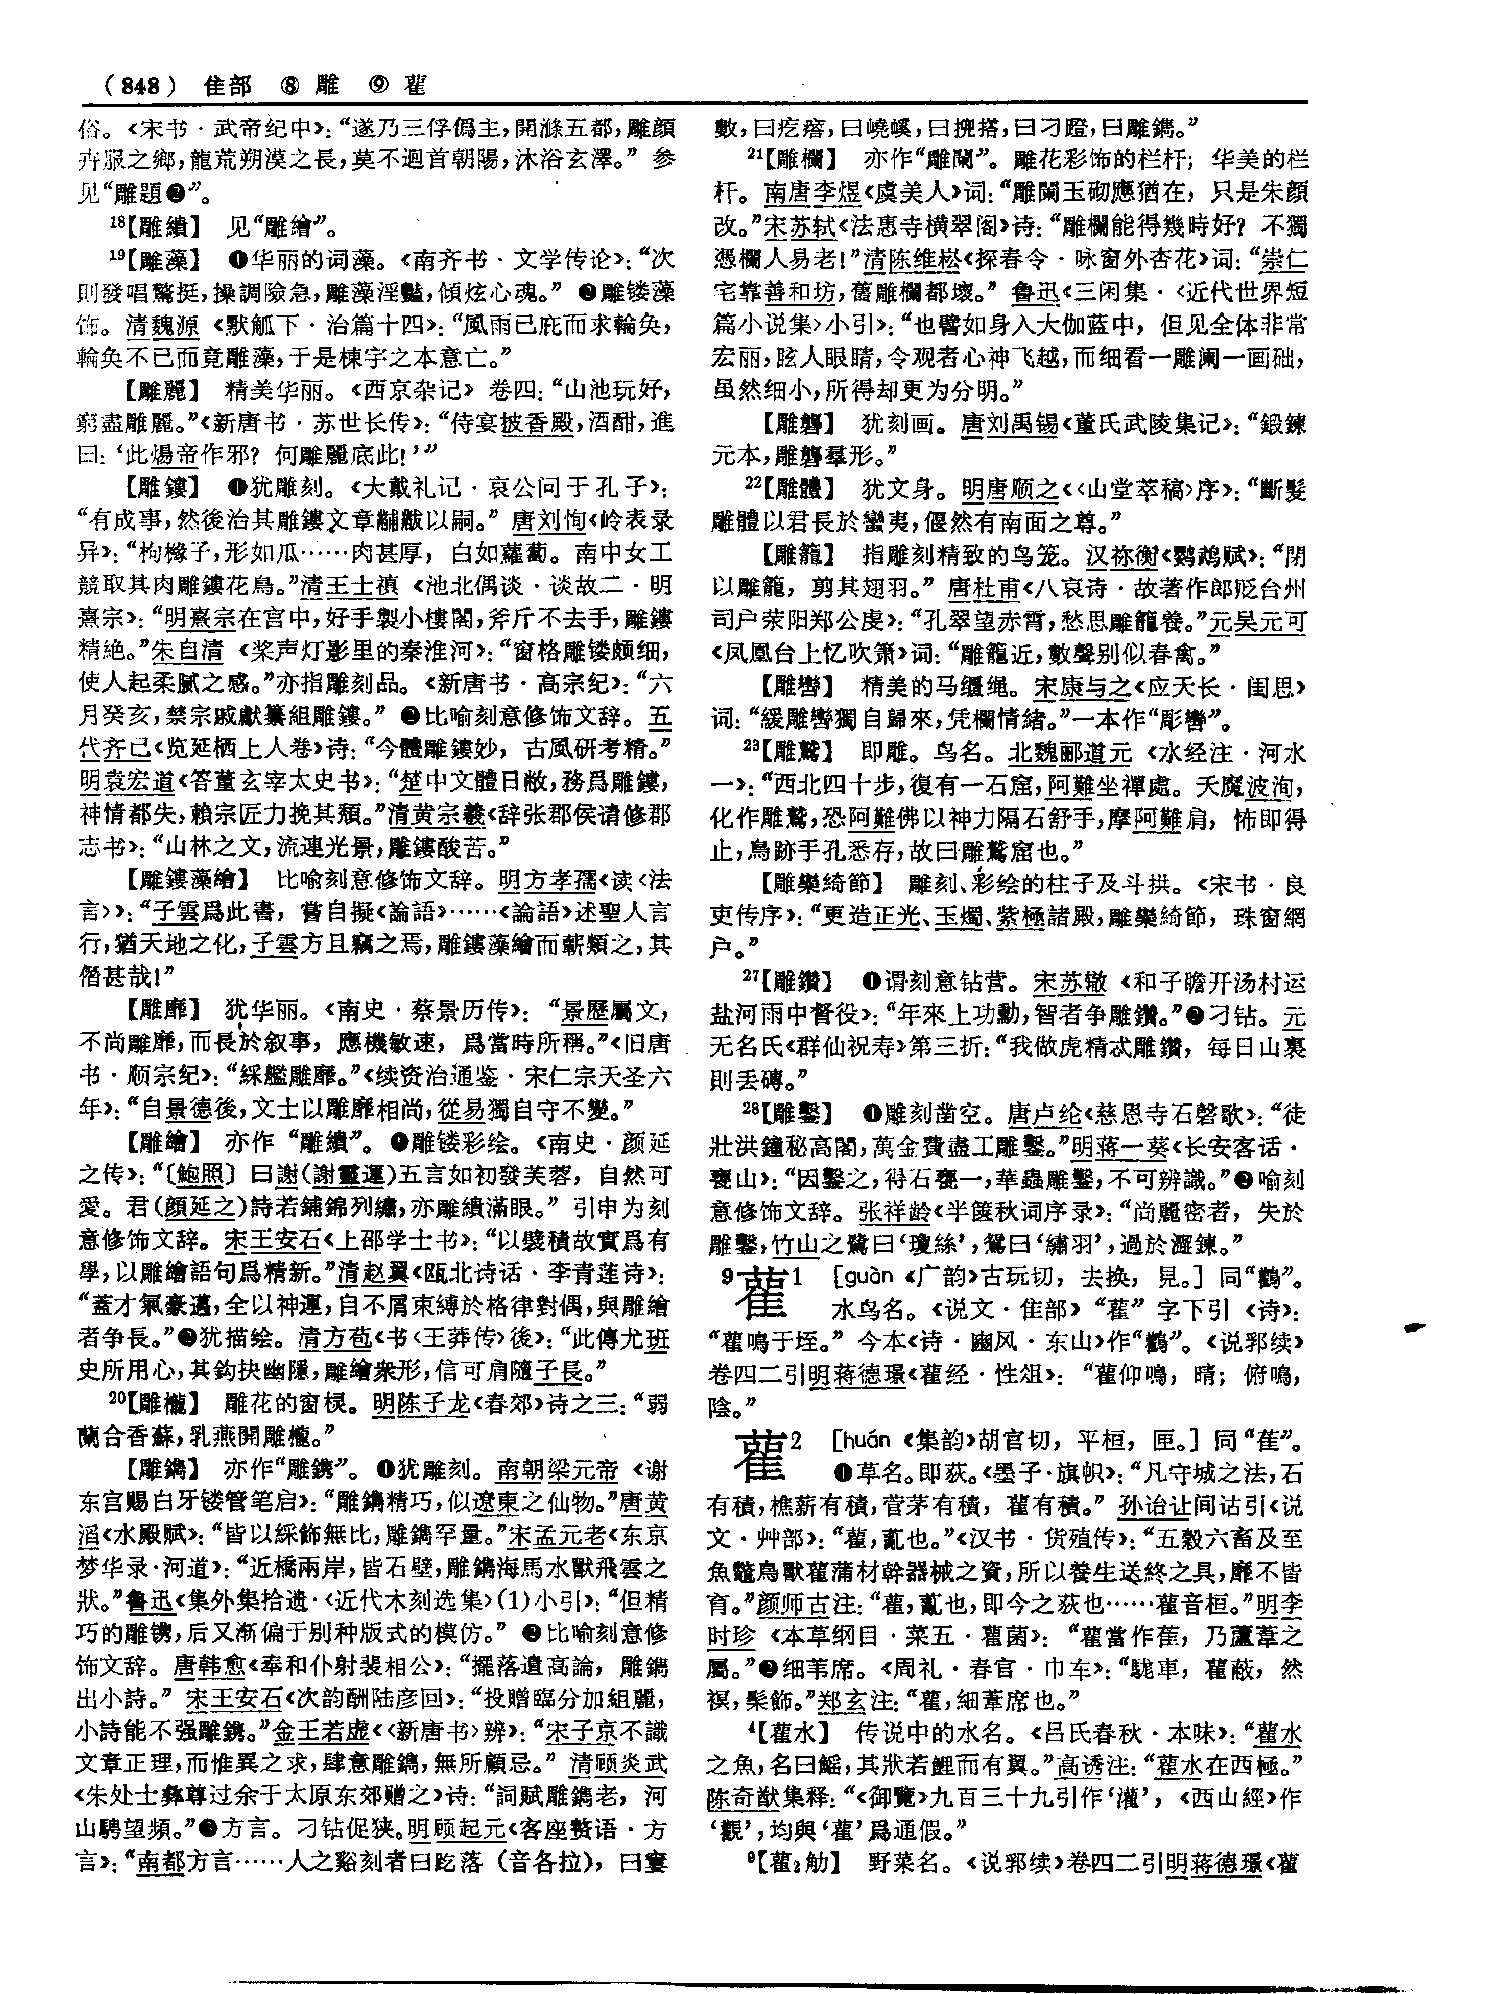 （848） 隹部 ⑧ 雕 ⑨ 雚
俗。《宋书·武帝纪中》：“遂乃三俘僞主，開滌五都，雕顔
卉服之鄉，龍荒朔漠之長，莫不迴首朝陽，沐浴玄澤。” 参
见“雕題❷”。
18【雕繢】 见“雕繪”。
19【雕藻】 ❶华丽的词藻。《南齐书·文学传论》：“次
則發唱驚挺，操調險急，雕藻淫豔，傾炫心魂。” ❷雕镂藻
饰。清魏源《默觚下·治篇十四》：“風雨已庇而求輪奂，
輪奂不已而竟雕藻，于是棟宇之本意亡。”
【雕麗】 精美华丽。《西京杂记》卷四：“山池玩好，
窮盡雕麗。”《新唐书·苏世长传》：“侍宴披香殿，酒酣，進
曰：‘此煬帝作邪？何雕麗底此！’”
【雕鏤】 ❶犹雕刻。《大戴礼记·哀公问于孔子》：
“有成事，然後治其雕鏤文章黼黻以嗣。” 唐刘恂《岭表录
异》：“枸櫞子，形如瓜……肉甚厚，白如蘿蔔。南中女工
競取其肉雕鏤花鳥。”清王士禛《池北偶谈·谈故二·明
熹宗》：“明熹宗在宫中，好手製小樓閣，斧斤不去手，雕鏤
精絶。”朱自清《桨声灯影里的秦淮河》：“窗格雕镂颇细，
使人起柔腻之感。”亦指雕刻品。《新唐书·高宗纪》：“六
月癸亥，禁宗戚獻纂組雕鏤。” ❷比喻刻意修饰文辞。五
代齐己《览延栖上人卷》诗：“今體雕鏤妙，古風研考精。”
明袁宏道《答董玄宰太史书》：“楚中文體日敝，務爲雕鏤，
神情都失，賴宗匠力挽其頹。”清黄宗羲《辞张郡侯请修郡
志书》：“山林之文，流連光景，雕鏤酸苦。”
【雕鏤藻繪】 比喻刻意修饰文辞。明方孝孺《读〈法
言〉》：“子雲爲此書，嘗自擬《論語》……《論語》述聖人言
行，猶天地之化，子雲方且竊之焉，雕鏤藻繪而蘄類之，其
僭甚哉！”
【雕靡】 犹华丽。《南史·蔡景历传》：“景歷屬文，
不尚雕靡，而長於叙事，應機敏速，爲當時所稱。”《旧唐
书·顺宗纪》：“綵艦雕靡。”《续资治通鉴·宋仁宗天圣六
年》：“自景德後，文士以雕靡相尚，從易獨自守不變。”
【雕繪】 亦作“雕繢”。❶雕镂彩绘。《南史·颜延
之传》：“〔鮑照〕曰謝（謝靈運）五言如初發芙蓉，自然可
愛。君（顔延之）詩若鋪錦列繡，亦雕繢滿眼。” 引申为刻
意修饰文辞。宋王安石《上邵学士书》：“以襞積故實爲有
學，以雕繪語句爲精新。”清赵翼《瓯北诗话·李青莲诗》：
“蓋才氣豪邁，全以神運，自不屑束縛於格律對偶，與雕繪
者争長。”❷犹描绘。清方苞《书〈王莽传〉後》：“此傳尤班
史所用心，其鈎抉幽隱，雕繪衆形，信可肩隨子長。”
20【雕櫳】 雕花的窗棂。明陈子龙《春郊》诗之三：“弱
蘭合香蘇，乳燕開雕櫳。”
【雕鐫】 亦作“雕鎸”。❶犹雕刻。南朝梁元帝《谢
东宫赐白牙镂管笔启》：“雕鐫精巧，似遼東之仙物。”唐黄
滔《水殿赋》：“皆以綵飾無比，雕鐫罕量。”宋孟元老《东京
梦华录·河道》：“近橋兩岸，皆石壁，雕鐫海馬水獸飛雲之
狀。”鲁迅《集外集拾遗·〈近代木刻选集〉(1)小引》：“但精
巧的雕镌，后又渐偏于别种版式的模仿。” ❷比喻刻意修
饰文辞。唐韩愈《奉和仆射裴相公》：“擺落遺高論，雕鐫
出小詩。” 宋王安石《次韵酬陆彦回》：“投贈臨分加組麗，
小詩能不强雕鎸。”金王若虚《〈新唐书〉辨》：“宋子京不識
文章正理，而惟異之求，肆意雕鐫，無所顧忌。” 清顾炎武
《朱处士彝尊过余于太原东郊赠之》诗：“詞賦雕鐫老，河
山騁望頻。”❸方言。刁钻促狭。明顾起元《客座赘语·方
言》：“南都方言……人之谿刻者曰趷落（音各拉），曰寠
數，曰疙瘩，曰嶢嶬，曰㧯搭，曰刁蹬，曰雕鐫。”
21【雕欄】 亦作“雕闌”。雕花彩饰的栏杆；华美的栏
杆。南唐李煜《虞美人》词：“雕闌玉砌應猶在，只是朱顔
改。”宋苏轼《法惠寺横翠阁》诗：“雕欄能得幾時好？不獨
憑欄人易老！”清陈维崧《探春令·咏窗外杏花》词：“崇仁
宅靠善和坊，舊雕欄都壞。” 鲁迅《三闲集·〈近代世界短
篇小说集〉小引》：“也譬如身入大伽蓝中，但见全体非常
宏丽，眩人眼睛，令观者心神飞越，而细看一雕阑一画础，
虽然细小，所得却更为分明。”
【雕礱】 犹刻画。唐刘禹锡《董氏武陵集记》：“鍛鍊
元本，雕礱羣形。”
22【雕體】 犹文身。明唐顺之《〈山堂萃稿〉序》：“斷髮
雕體以君長於蠻夷，偃然有南面之尊。”
【雕籠】 指雕刻精致的鸟笼。汉祢衡《鹦鹉赋》：“閉
以雕籠，剪其翅羽。” 唐杜甫《八哀诗·故著作郎贬台州
司户荥阳郑公虔》：“孔翠望赤霄，愁思雕籠養。”元吴元可
《凤凰台上忆吹箫》词：“雕籠近，數聲别似春禽。”
【雕轡】 精美的马缰绳。宋康与之《应天长·闺思》
词：“緩雕轡獨自歸來，凭欄情緒。”一本作“彫轡”。
23【雕鷲】 即雕。鸟名。北魏郦道元《水经注·河水
一》：“西北四十步，復有一石窟，阿難坐禪處。天魔波洵，
化作雕鷲，恐阿難佛以神力隔石舒手，摩阿難肩，怖即得
止，鳥跡手孔悉存，故曰雕鷲窟也。”
【雕欒綺節】 雕刻、彩绘的柱子及斗拱。《宋书·良
吏传序》：“更造正光、玉燭、紫極諸殿，雕欒綺節，珠窗網
户。”
27【雕鑽】 ❶谓刻意钻营。宋苏辙《和子瞻开汤村运
盐河雨中督役》：“年來上功勳，智者争雕鑽。”❷刁钻。元
无名氏《群仙祝寿》第三折：“我做虎精忒雕鑽，每日山裏
則丢磚。”
28【雕鑿】 ❶雕刻凿空。唐卢纶《慈恩寺石磬歌》：“徒
壯洪鐘秘高閣，萬金費盡工雕鑿。”明蒋一葵《长安客话·
甕山》：“因鑿之，得石甕一，華蟲雕鑿，不可辨識。”❷喻刻
意修饰文辞。张祥龄《半箧秋词序录》：“尚麗密者，失於
雕鑿，竹山之鷺曰‘瓊絲’，鴛曰‘繡羽’，過於澀鍊。”
9雚1 [guàn《广韵》古玩切，去换，見。] 同“鸛”。
水鸟名。《说文·隹部》“雚”字下引《诗》：
“雚鳴于垤。” 今本《诗·豳风·东山》作“鸛”。《说郛续》
卷四二引明蒋德璟《雚经·性俎》：“雚仰鳴，晴；俯鳴，
陰。”
雚2 [huán《集韵》胡官切，平桓，匣。] 同“萑”。
❶草名。即荻。《墨子·旗帜》：“凡守城之法，石
有積，樵薪有積，菅茅有積，雚有積。” 孙诒让间诂引《说
文·艸部》：“雚，薍也。”《汉书·货殖传》：“五穀六畜及至
魚鼈鳥獸雚蒲材幹器械之資，所以養生送終之具，靡不皆
育。”颜师古注：“雚，薍也，即今之荻也……雚音桓。”明李
时珍《本草纲目·菜五·雚菌》：“雚當作萑，乃蘆葦之
屬。”❷细苇席。《周礼·春官·巾车》：“駹車，雚蔽，然
𧜀，髹飾。”郑玄注：“雚，細葦席也。”
4【雚水】 传说中的水名。《吕氏春秋·本味》：“雚水
之魚，名曰鰩，其狀若鯉而有翼。”高诱注：“雚水在西極。”
陈奇猷集释：“《御覽》九百三十九引作‘灌’，《西山經》作
‘觀’，均與‘雚’爲通假。”
9【雚2勈】 野菜名。《说郛续》卷四二引明蒋德璟《雚